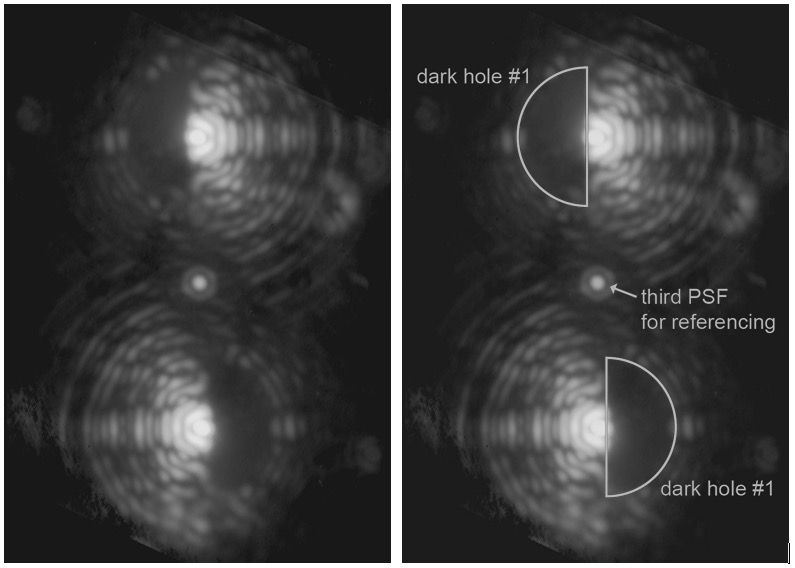 dark hole #1
third PSF
for referencing
dark hole #1